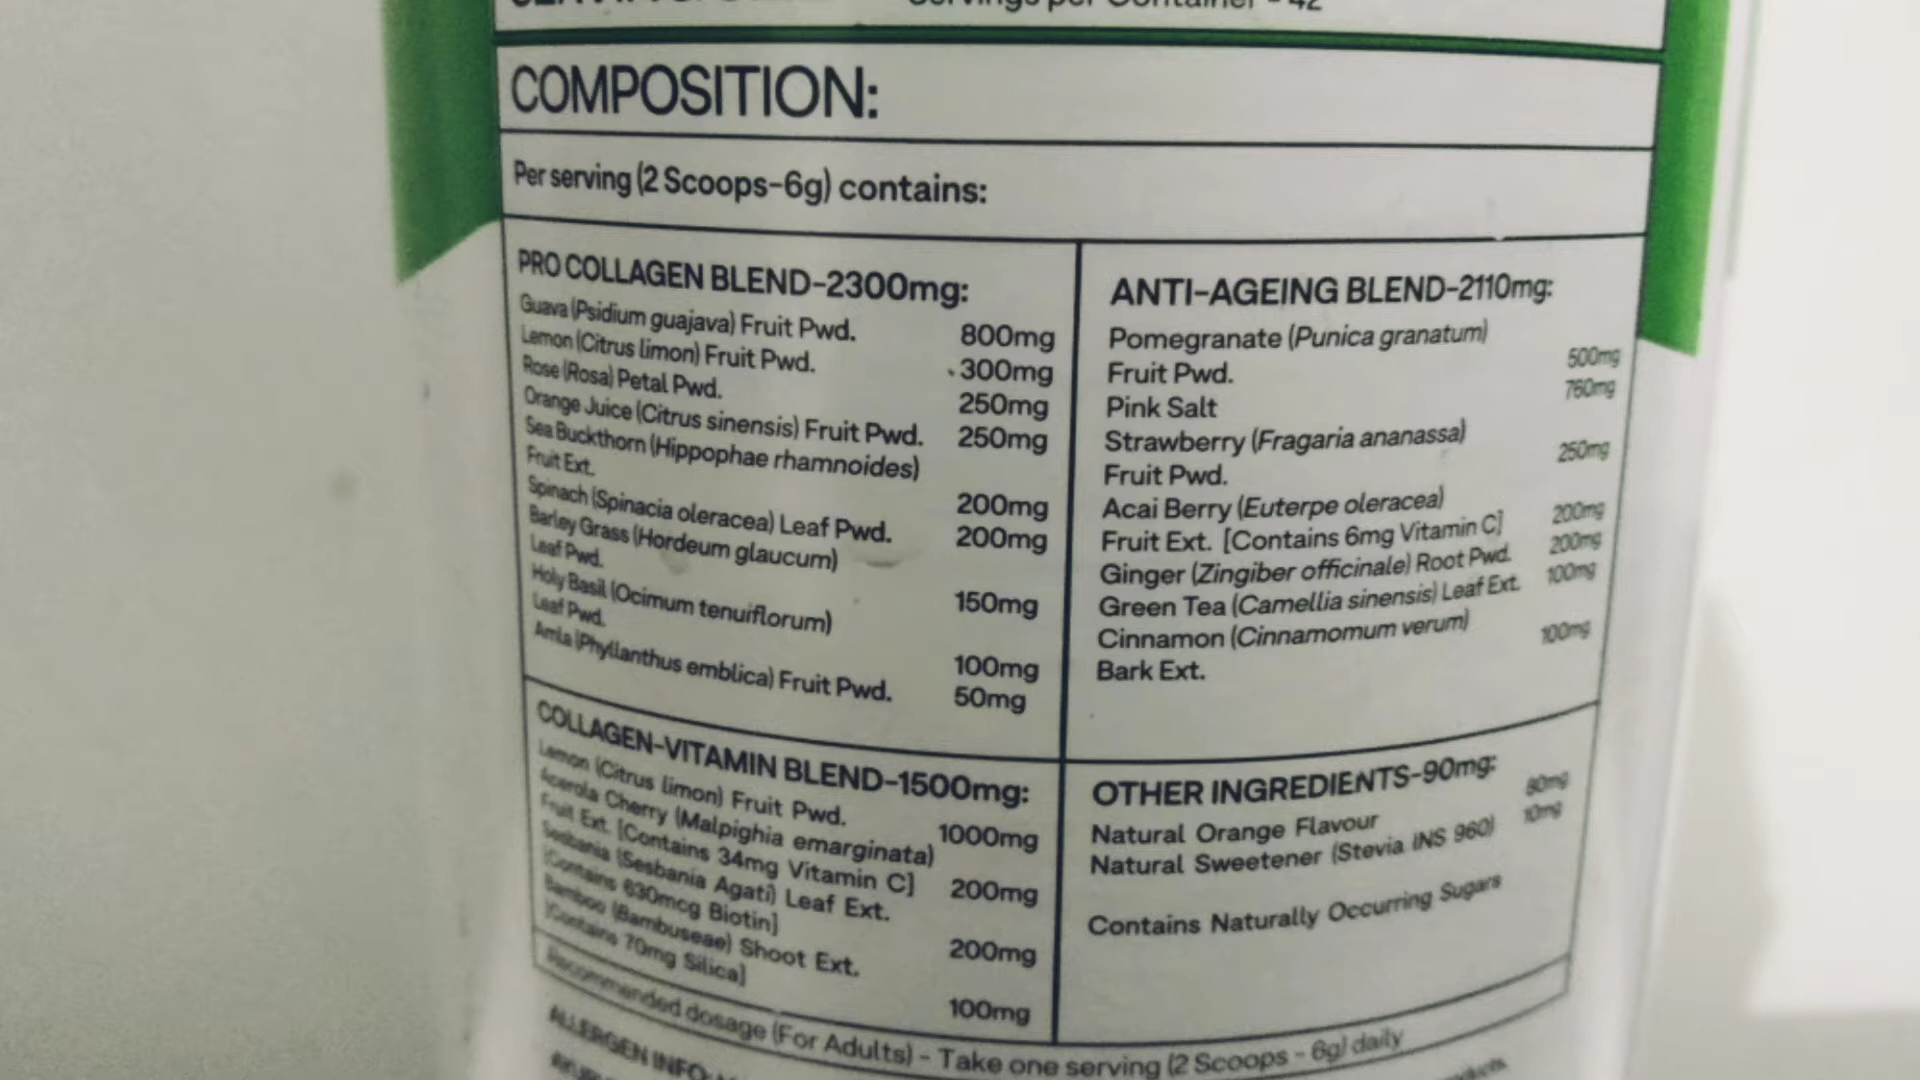 Servings per Container - 42
COMPOSITION:
Per serving (2 Scoops-6g) contains:
PRO COLLAGEN BLEND-2300mg:
Guava (Psidium guajava) Fruit Pwd. 800mg
Lemon (Citrus limon) Fruit Pwd. 300mg
Rose (Rosa) Petal Pwd. 250mg
Orange Juice (Citrus sinensis) Fruit Pwd. 250mg
Sea Buckthorn (Hippophae rhamnoides)
Fruit Ext. 200mg
Spinach (Spinacia oleracea) Leaf Pwd. 200mg
Barley Grass (Hordeum glaucum)
Leaf Pwd. 150mg
Holy Basil (Ocimum tenuiflorum)
Leaf Pwd. 100mg
Amla (Phyllanthus emblica) Fruit Pwd. 50mg
ANTI-AGEING BLEND-2110mg:
Pomegranate (Punica granatum)
Fruit Pwd. 500mg
Pink Salt 760mg
Strawberry (Fragaria ananassa)
Fruit Pwd. 250mg
Acai Berry (Euterpe oleracea)
Fruit Ext. [Contains 6mg Vitamin C] 200mg
Ginger (Zingiber officinale) Root Pwd. 200mg
Green Tea (Camellia sinensis) Leaf Ext. 100mg
Cinnamon (Cinnamomum verum)
Bark Ext. 100mg
COLLAGEN-VITAMIN BLEND-1500mg:
Lemon (Citrus limon) Fruit Pwd. 1000mg
Acerola Cherry (Malpighia emarginata)
Fruit Ext. [Contains 34mg Vitamin C] 200mg
Sesbania (Sesbania Agati) Leaf Ext.
[Contains 630mcg Biotin] 200mg
Bamboo (Bambuseae) Shoot Ext.
[Contains 70mg Silica] 100mg
OTHER INGREDIENTS-90mg:
Natural Orange Flavour 80mg
Natural Sweetener (Stevia INS 960) 10mg
Contains Naturally Occurring Sugars
Recommended dosage (For Adults) - Take one serving (2 Scoops - 6g) daily
ALLERGEN INFO: